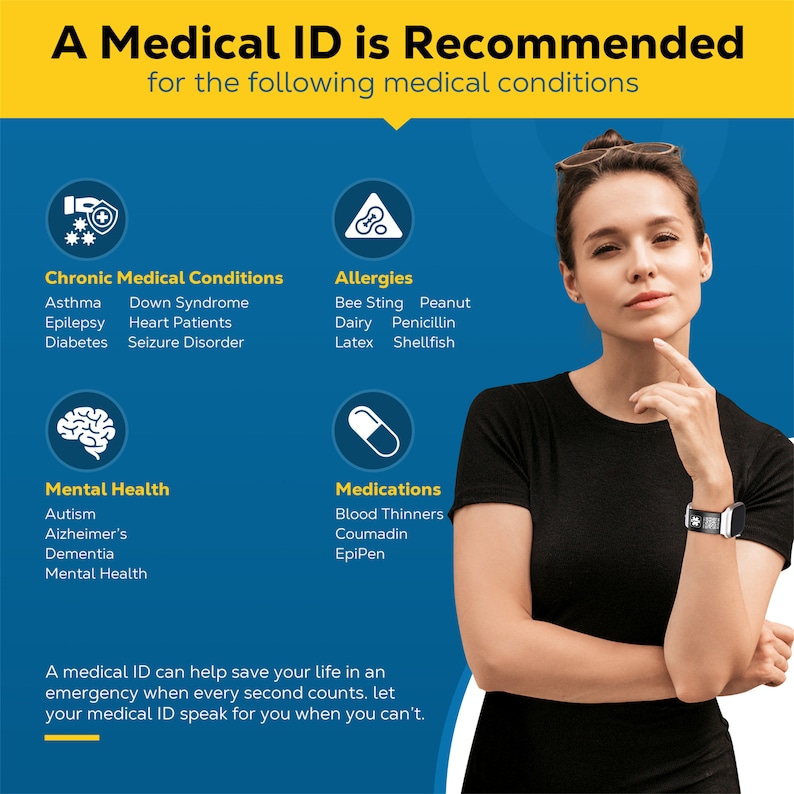 A Medical ID is Recommended
for the following medical conditions
Chronic Medical Conditions
Asthma Down Syndrome
Epilepsy Heart Patients
Diabetes Seizure Disorder
Allergies
Bee Sting Peanut
Dairy Penicillin
Latex Shellfish
Mental Health
Autism
Aizheimer's
Dementia
Mental Health
Medications
Blood Thinners
Coumadin
EpiPen
A medical ID can help save your life in an
emergency when every second counts. let
your medical ID speak for you when you can't.